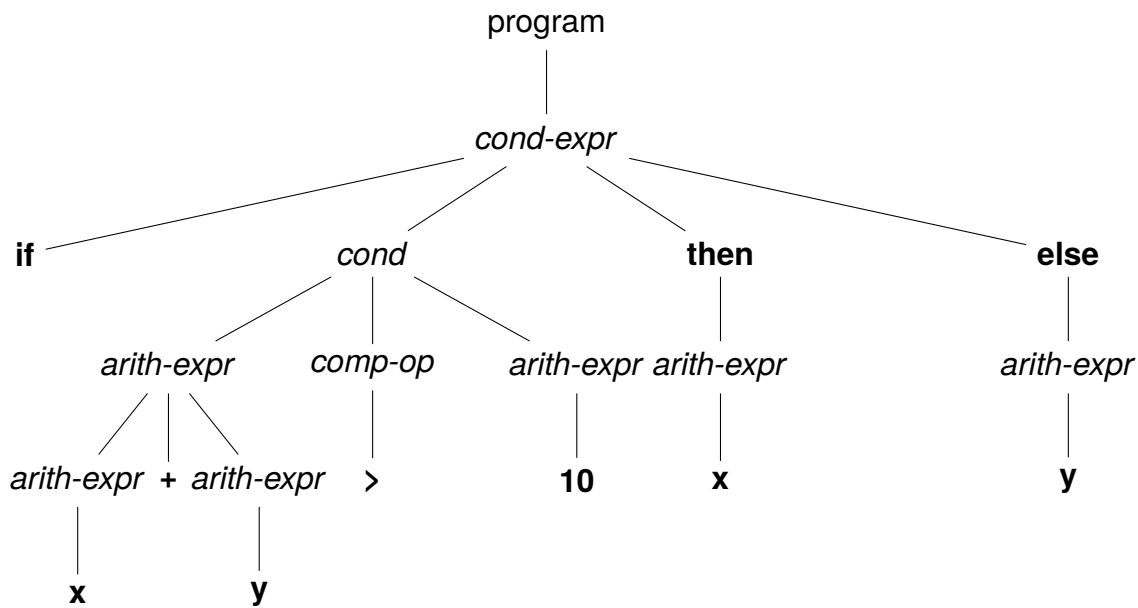 program
cond-expr
if cond then else
arith-expr comp-op arith-expr arith-expr arith-expr
arith-expr + arith-expr > 10 x y
x y